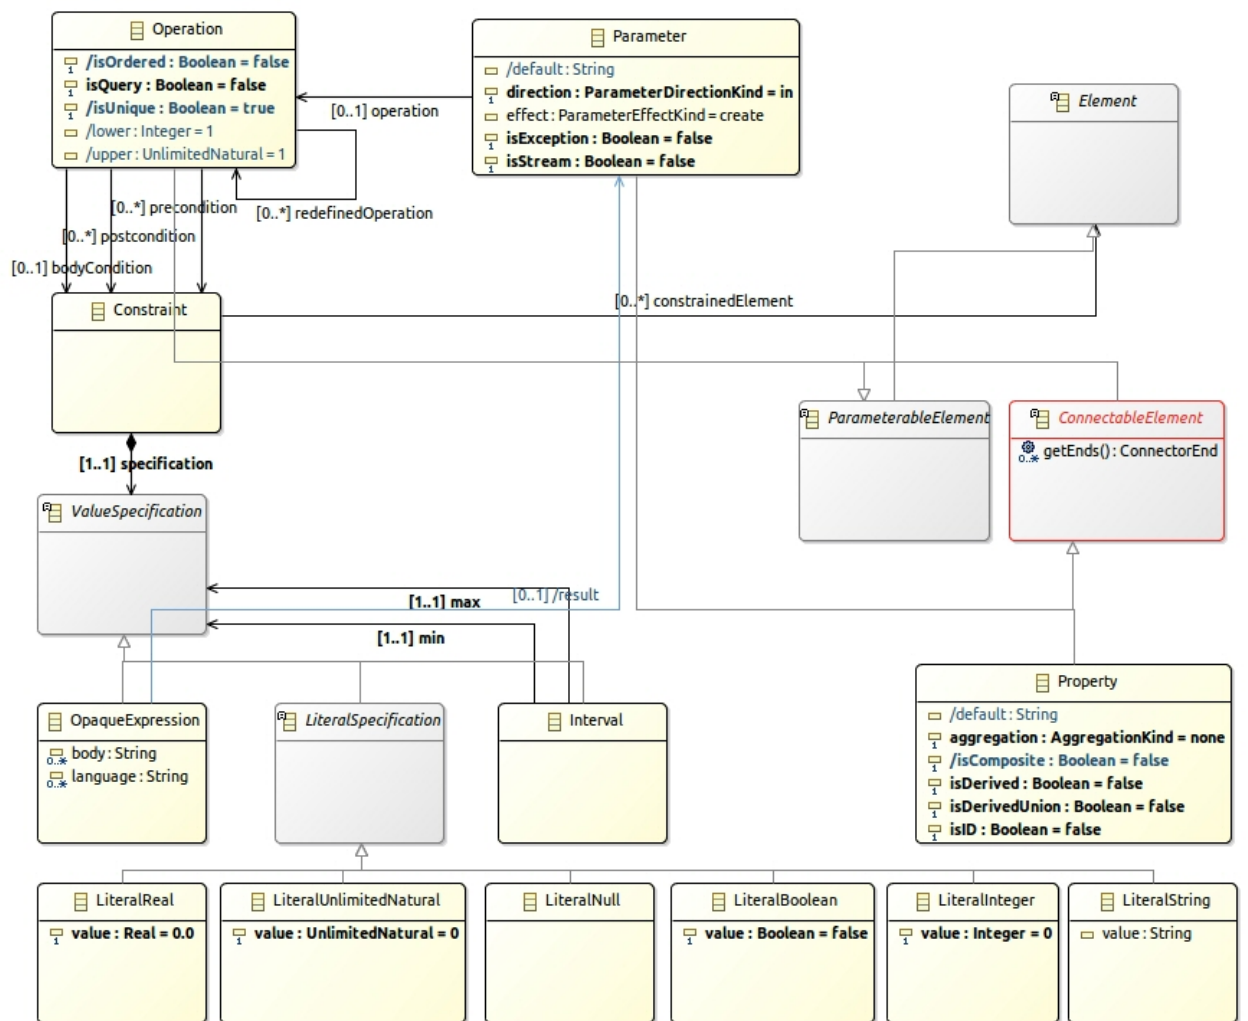 Operation
/isOrdered : Boolean = false
isQuery : Boolean = false
/isUnique : Boolean = true
/lower : Integer = 1
/upper : UnlimitedNatural = 1
Parameter
/default : String
direction : ParameterDirectionKind = in
effect : ParameterEffectKind = create
isException : Boolean = false
isStream : Boolean = false
Element
[0..1] operation
[0..*] redefinedOperation
[0..*] precondition
[0..*] postcondition
[0..1] bodyCondition
Constraint
[0..*] constrainedElement
ParameterableElement
ConnectableElement
getEnds() : ConnectorEnd
[1..1] specification
ValueSpecification
[0..1] /result
[1..1] max
[1..1] min
OpaqueExpression
body : String
language : String
LiteralSpecification
Interval
Property
/default : String
aggregation : AggregationKind = none
/isComposite : Boolean = false
isDerived : Boolean = false
isDerivedUnion : Boolean = false
isID : Boolean = false
LiteralReal
value : Real = 0.0
LiteralUnlimitedNatural
value : UnlimitedNatural = 0
LiteralNull
LiteralBoolean
value : Boolean = false
LiteralInteger
value : Integer = 0
LiteralString
value : String